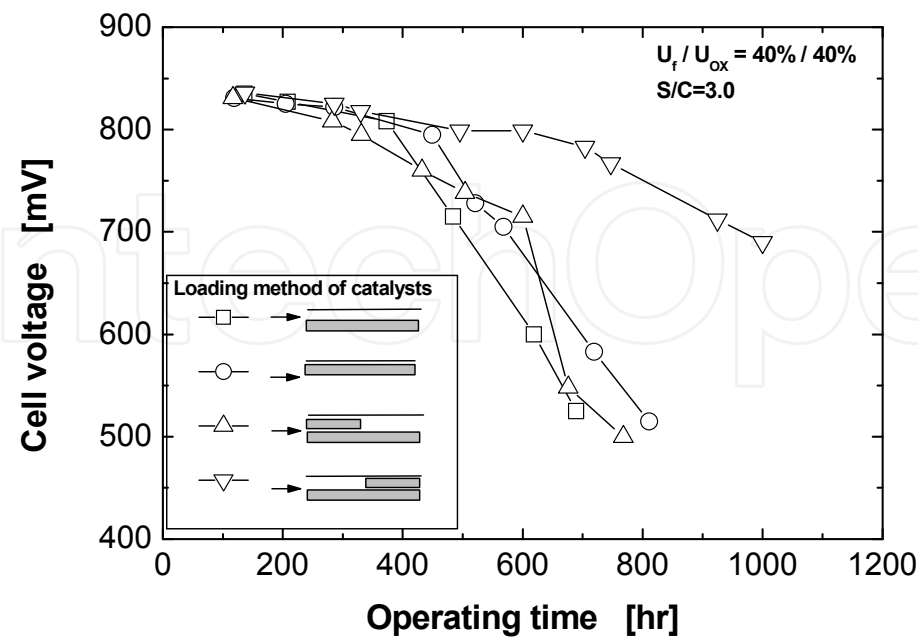 900
800
700
600
500
400
Cell voltage [mV]
U_f / U_OX = 40% / 40%
S/C=3.0
Loading method of catalysts
0 200 400 600 800 1000 1200
Operating time [hr]
ntechOpe